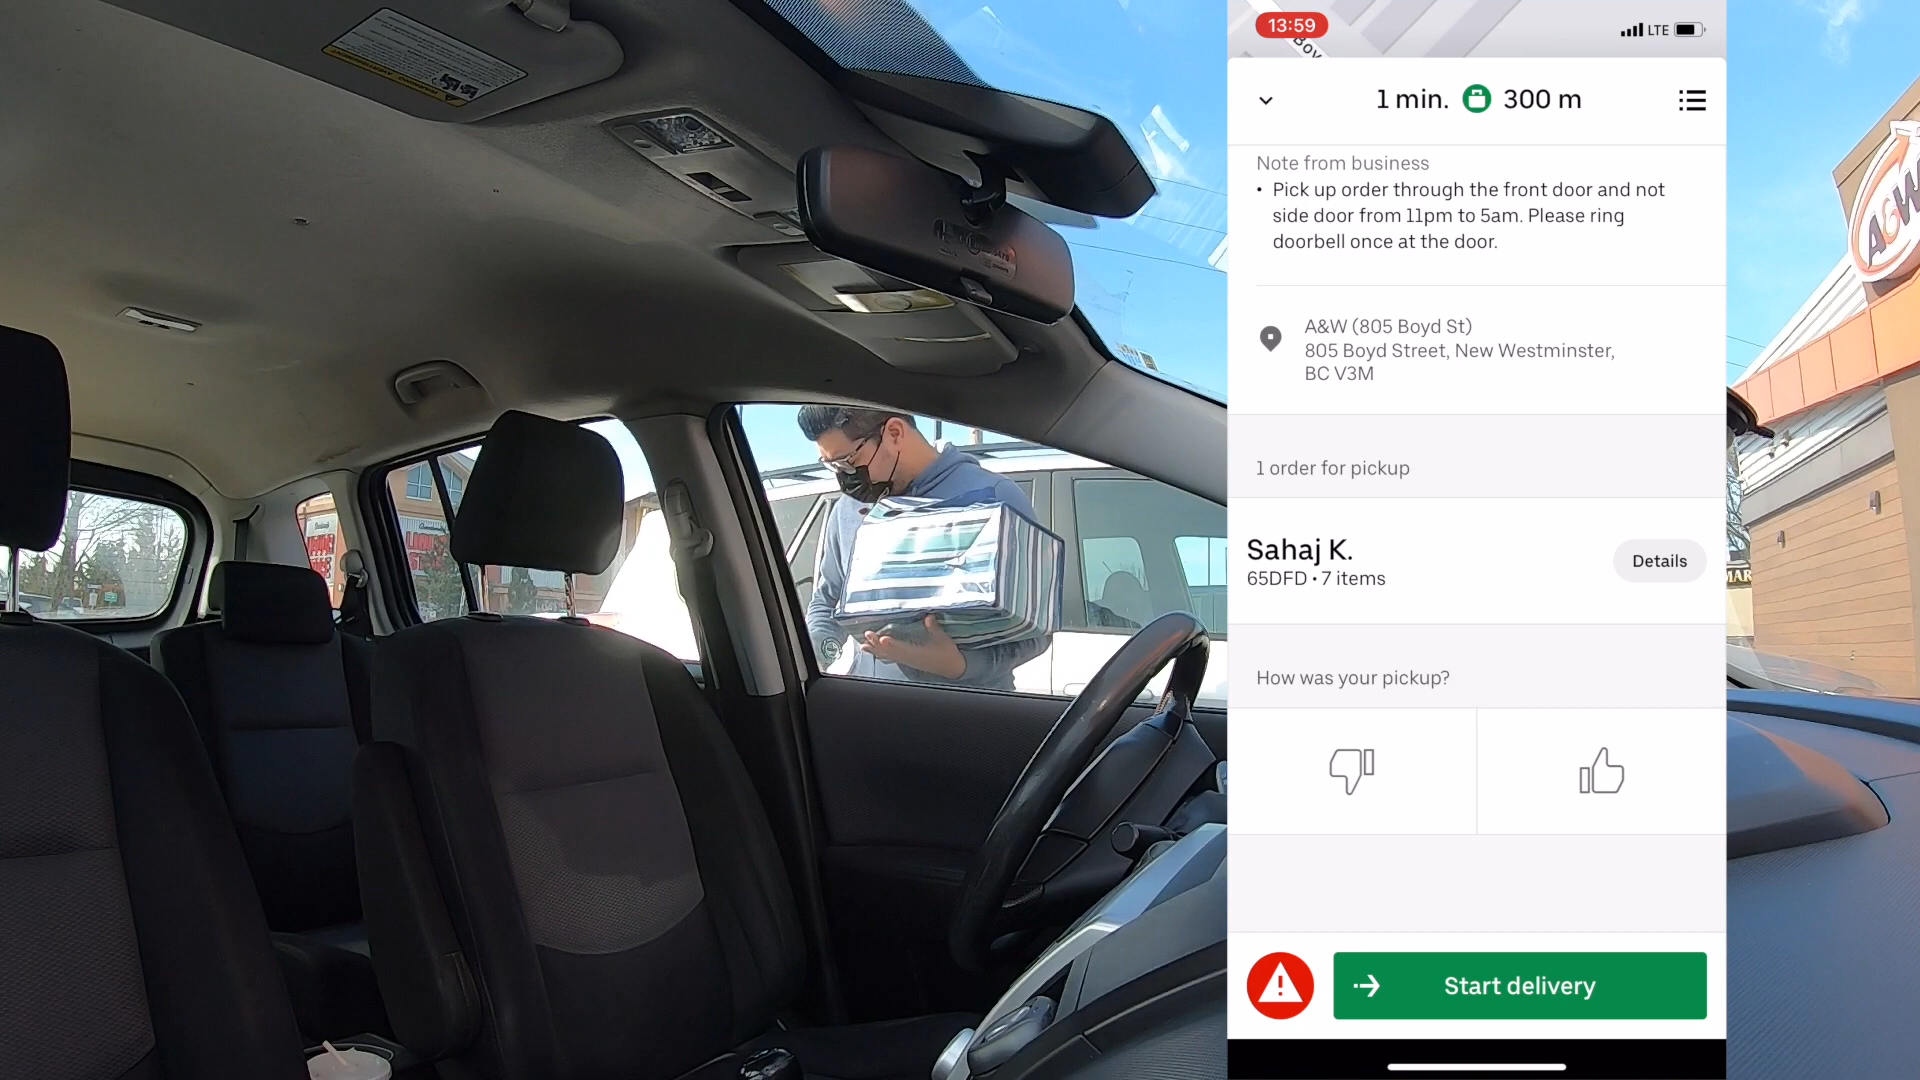 13:59
LTE
1 min.
300 m
Note from business
• Pick up order through the front door and not
side door from 11pm to 5am. Please ring
doorbell once at the door.
A&W (805 Boyd St)
805 Boyd Street, New Westminster,
BC V3M
1 order for pickup
Sahaj K.
65DFD • 7 items
Details
How was your pickup?
Start delivery
A&W